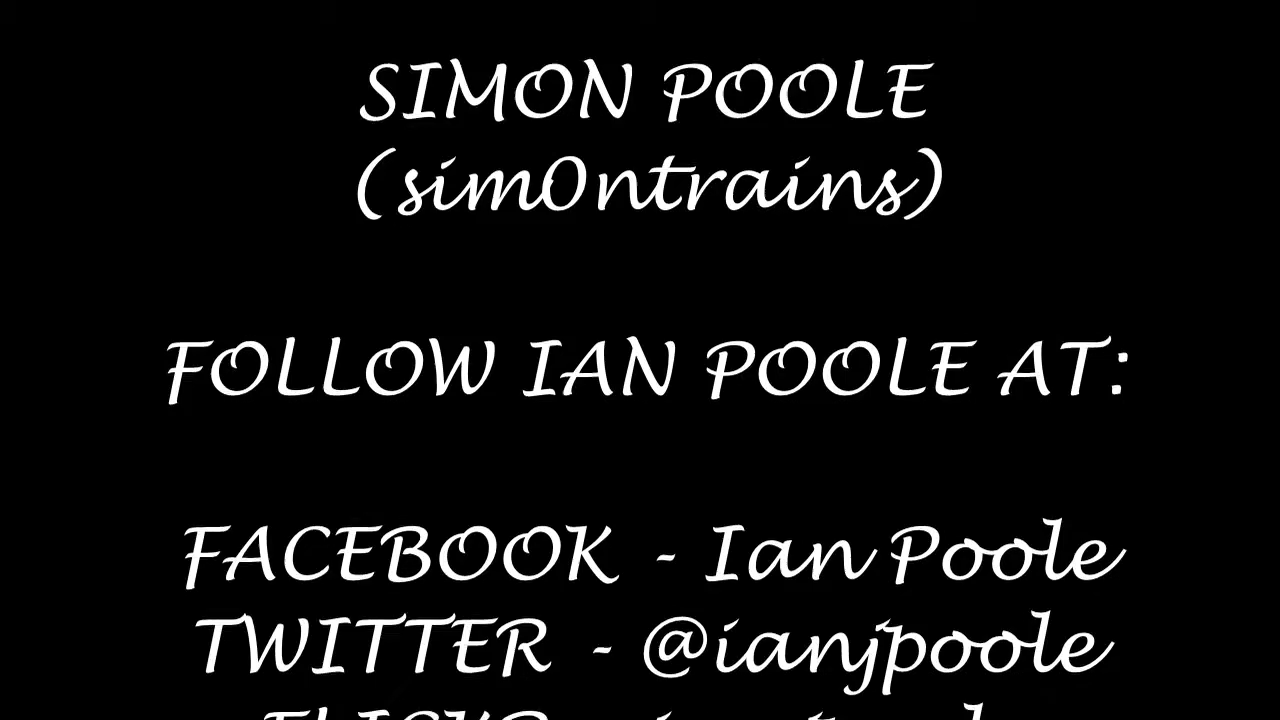 SIMON POOLE
(sim0ntrains)
FOLLOW IAN POOLE AT:
FACEBOOK - Ian Poole
TWITTER - @ianjpoole